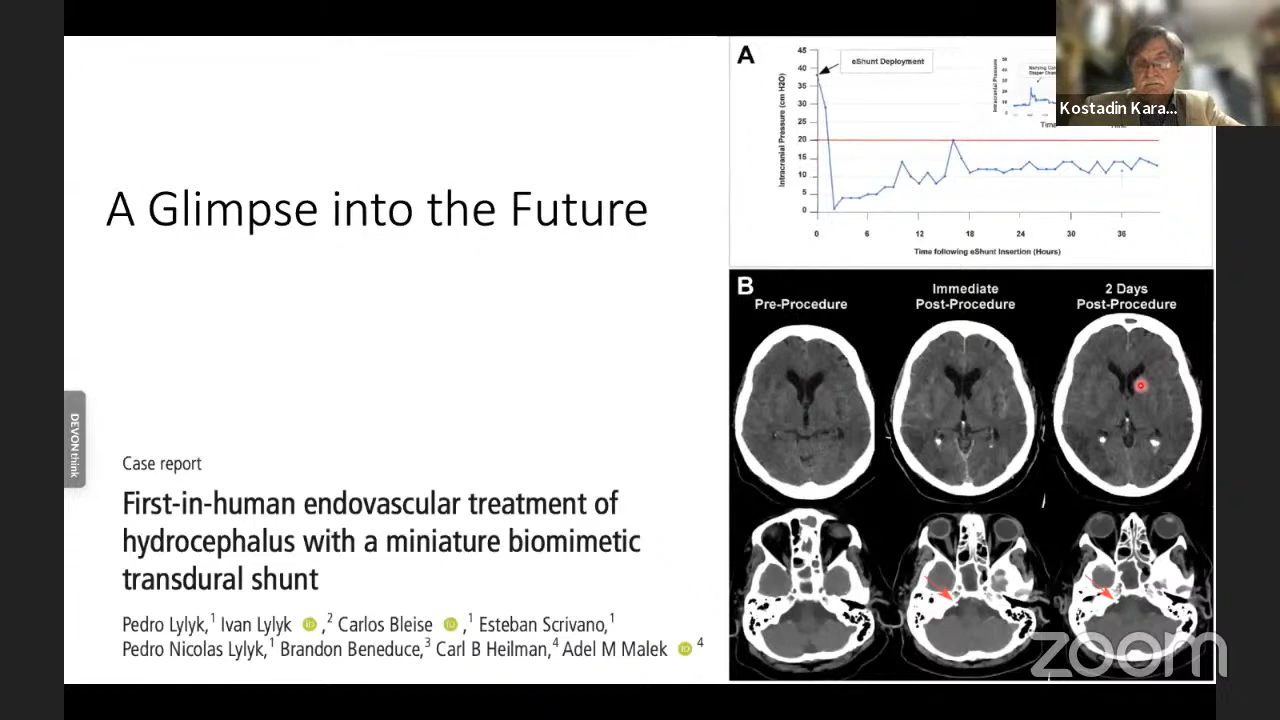 A Glimpse into the Future
Case report
First-in-human endovascular treatment of
hydrocephalus with a miniature biomimetic
transdural shunt
Pedro Lylyk,1 Ivan Lylyk ,2 Carlos Bleise ,1 Esteban Scrivano,1
Pedro Nicolas Lylyk,1 Brandon Beneduce,3 Carl B Heilman,4 Adel M Malek 4
DEVONthink
A
eShunt Deployment
Intracranial Pressure (cm H2O)
45
40
35
30
25
20
15
10
5
0
0 6 12 18 24 30 36
Time following eShunt Insertion (Hours)
Intracranial Pressure
Time
Kostadin Kara...
B
Pre-Procedure
Immediate
Post-Procedure
2 Days
Post-Procedure
zoom